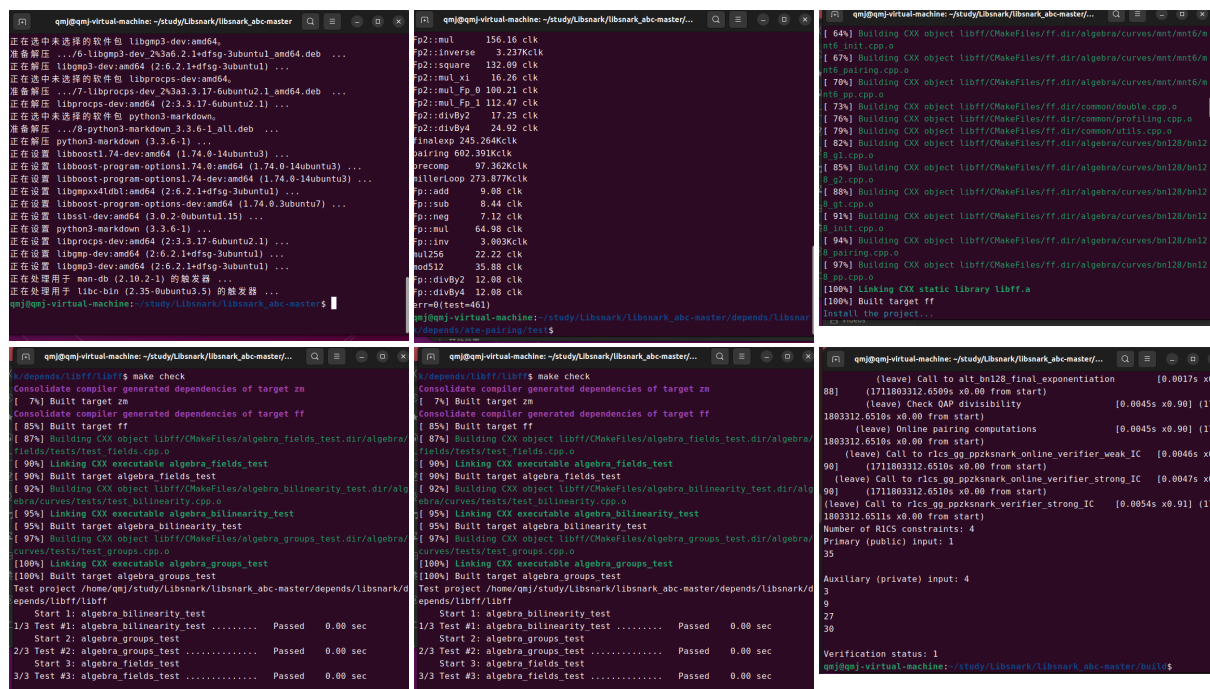 qmj@qmj-virtual-machine: ~/study/Libsnark/libsnark_abc-master
正在选中未选择的软件包 libgmp3-dev:amd64。
准备解压 .../6-libgmp3-dev_2%3a6.2.1+dfsg-3ubuntu1_amd64.deb  ...
正在解压 libgmp3-dev:amd64 (2:6.2.1+dfsg-3ubuntu1) ...
正在选中未选择的软件包 libprocps-dev:amd64。
准备解压 .../7-libprocps-dev_2%3a3.3.17-6ubuntu2.1_amd64.deb  ...
正在解压 libprocps-dev:amd64 (2:3.3.17-6ubuntu2.1) ...
正在选中未选择的软件包 python3-markdown。
准备解压 .../8-python3-markdown_3.3.6-1_all.deb  ...
正在解压 python3-markdown (3.3.6-1) ...
正在设置 libboost1.74-dev:amd64 (1.74.0-14ubuntu3) ...
正在设置 libboost-program-options1.74.0:amd64 (1.74.0-14ubuntu3) ...
正在设置 libboost-program-options1.74-dev:amd64 (1.74.0-14ubuntu3) ...
正在设置 libgmpxx4ldbl:amd64 (2:6.2.1+dfsg-3ubuntu1) ...
正在设置 libboost-program-options-dev:amd64 (1.74.0.3ubuntu7) ...
正在设置 libssl-dev:amd64 (3.0.2-0ubuntu1.15) ...
正在设置 python3-markdown (3.3.6-1) ...
正在设置 libprocps-dev:amd64 (2:3.3.17-6ubuntu2.1) ...
正在设置 libgmp-dev:amd64 (2:6.2.1+dfsg-3ubuntu1) ...
正在设置 libgmp3-dev:amd64 (2:6.2.1+dfsg-3ubuntu1) ...
正在处理用于 man-db (2.10.2-1) 的触发器 ...
正在处理用于 libc-bin (2.35-0ubuntu3.5) 的触发器 ...
qmj@qmj-virtual-machine:~/study/Libsnark/libsnark_abc-master$
qmj@qmj-virtual-machine: ~/study/Libsnark/libsnark_abc-master/...
Fp2::mul      156.16 clk
Fp2::inverse    3.237Kclk
Fp2::square   132.09 clk
Fp2::mul_xi    16.26 clk
Fp2::mul_Fp_0 100.21 clk
Fp2::mul_Fp_1 112.47 clk
Fp2::divBy2    17.25 clk
Fp2::divBy4    24.92 clk
finalexp 245.264Kclk
pairing 602.391Kclk
precomp     97.362Kclk
millerLoop 273.877Kclk
Fp::add      9.08 clk
Fp::sub      8.44 clk
Fp::neg      7.12 clk
Fp::mul     64.98 clk
Fp::inv      3.003Kclk
mul256      22.22 clk
mod512      35.88 clk
Fp::divBy2  12.08 clk
Fp::divBy4  12.08 clk
err=0(test=461)
qmj@qmj-virtual-machine:~/study/Libsnark/libsnark_abc-master/depends/libsnar
k/depends/ate-pairing/test$
qmj@qmj-virtual-machine: ~/study/Libsnark/libsnark_abc-master/...
[ 64%] Building CXX object libff/CMakeFiles/ff.dir/algebra/curves/mnt/mnt6/m
nt6_init.cpp.o
[ 67%] Building CXX object libff/CMakeFiles/ff.dir/algebra/curves/mnt/mnt6/m
nt6_pairing.cpp.o
[ 70%] Building CXX object libff/CMakeFiles/ff.dir/algebra/curves/mnt/mnt6/m
nt6_pp.cpp.o
[ 73%] Building CXX object libff/CMakeFiles/ff.dir/common/double.cpp.o
[ 76%] Building CXX object libff/CMakeFiles/ff.dir/common/profiling.cpp.o
[ 79%] Building CXX object libff/CMakeFiles/ff.dir/common/utils.cpp.o
[ 82%] Building CXX object libff/CMakeFiles/ff.dir/algebra/curves/bn128/bn12
8_g1.cpp.o
[ 85%] Building CXX object libff/CMakeFiles/ff.dir/algebra/curves/bn128/bn12
8_g2.cpp.o
[ 88%] Building CXX object libff/CMakeFiles/ff.dir/algebra/curves/bn128/bn12
8_gt.cpp.o
[ 91%] Building CXX object libff/CMakeFiles/ff.dir/algebra/curves/bn128/bn12
8_init.cpp.o
[ 94%] Building CXX object libff/CMakeFiles/ff.dir/algebra/curves/bn128/bn12
8_pairing.cpp.o
[ 97%] Building CXX object libff/CMakeFiles/ff.dir/algebra/curves/bn128/bn12
8_pp.cpp.o
[100%] Linking CXX static library libff.a
[100%] Built target ff
Install the project...
qmj@qmj-virtual-machine: ~/study/Libsnark/libsnark_abc-master/...
k/depends/libff/libff$ make check
Consolidate compiler generated dependencies of target zm
[  7%] Built target zm
Consolidate compiler generated dependencies of target ff
[ 85%] Built target ff
[ 87%] Building CXX object libff/CMakeFiles/algebra_fields_test.dir/algebra/
fields/tests/test_fields.cpp.o
[ 90%] Linking CXX executable algebra_fields_test
[ 90%] Built target algebra_fields_test
[ 92%] Building CXX object libff/CMakeFiles/algebra_bilinearity_test.dir/alg
ebra/curves/tests/test_bilinearity.cpp.o
[ 95%] Linking CXX executable algebra_bilinearity_test
[ 95%] Built target algebra_bilinearity_test
[ 97%] Building CXX object libff/CMakeFiles/algebra_groups_test.dir/algebra/
curves/tests/test_groups.cpp.o
[100%] Linking CXX executable algebra_groups_test
[100%] Built target algebra_groups_test
Test project /home/qmj/study/Libsnark/libsnark_abc-master/depends/libsnark/d
epends/libff/libff
Start 1: algebra_bilinearity_test
1/3 Test #1: algebra_bilinearity_test .........   Passed    0.00 sec
Start 2: algebra_groups_test
2/3 Test #2: algebra_groups_test ..............   Passed    0.00 sec
Start 3: algebra_fields_test
3/3 Test #3: algebra_fields_test ..............   Passed    0.00 sec
qmj@qmj-virtual-machine: ~/study/Libsnark/libsnark_abc-master/...
k/depends/libff/libff$ make check
Consolidate compiler generated dependencies of target zm
[  7%] Built target zm
Consolidate compiler generated dependencies of target ff
[ 85%] Built target ff
[ 87%] Building CXX object libff/CMakeFiles/algebra_fields_test.dir/algebra/
fields/tests/test_fields.cpp.o
[ 90%] Linking CXX executable algebra_fields_test
[ 90%] Built target algebra_fields_test
[ 92%] Building CXX object libff/CMakeFiles/algebra_bilinearity_test.dir/alg
ebra/curves/tests/test_bilinearity.cpp.o
[ 95%] Linking CXX executable algebra_bilinearity_test
[ 95%] Built target algebra_bilinearity_test
[ 97%] Building CXX object libff/CMakeFiles/algebra_groups_test.dir/algebra/
curves/tests/test_groups.cpp.o
[100%] Linking CXX executable algebra_groups_test
[100%] Built target algebra_groups_test
Test project /home/qmj/study/Libsnark/libsnark_abc-master/depends/libsnark/d
epends/libff/libff
Start 1: algebra_bilinearity_test
1/3 Test #1: algebra_bilinearity_test .........   Passed    0.00 sec
Start 2: algebra_groups_test
2/3 Test #2: algebra_groups_test ..............   Passed    0.00 sec
Start 3: algebra_fields_test
3/3 Test #3: algebra_fields_test ..............   Passed    0.00 sec
qmj@qmj-virtual-machine: ~/study/Libsnark/libsnark_abc-master/...
(leave) Call to alt_bn128_final_exponentiation      [0.0017s x0
88]     (1711803312.6509s x0.00 from start)
(leave) Check QAP divisibility      [0.0045s x0.90] (17
1803312.6510s x0.00 from start)
(leave) Online pairing computations      [0.0045s x0.90] (17
1803312.6510s x0.00 from start)
(leave) Call to r1cs_gg_ppzksnark_online_verifier_weak_IC   [0.0046s x0
90]     (1711803312.6510s x0.00 from start)
(leave) Call to r1cs_gg_ppzksnark_online_verifier_strong_IC   [0.0047s x0
90]     (1711803312.6510s x0.00 from start)
(leave) Call to r1cs_gg_ppzksnark_verifier_strong_IC    [0.0054s x0.91] (17
1803312.6511s x0.00 from start)
Number of R1CS constraints: 4
Primary (public) input: 1
35
Auxiliary (private) input: 4
3
9
27
30
Verification status: 1
qmj@qmj-virtual-machine:~/study/Libsnark/libsnark_abc-master/build$